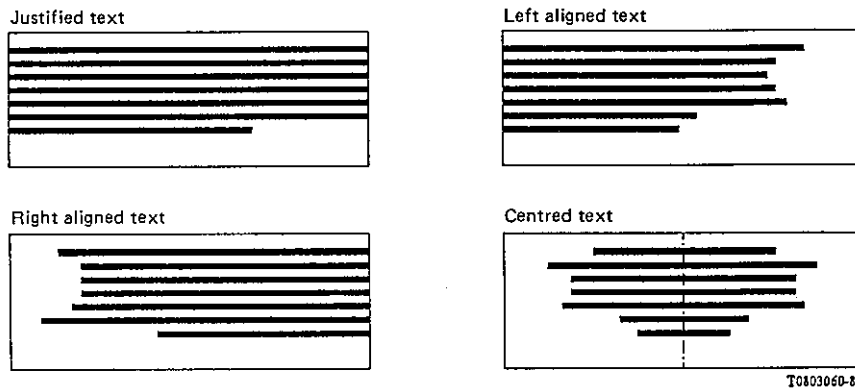 Justified text
Left aligned text
Right aligned text
Centred text
T0803060-8